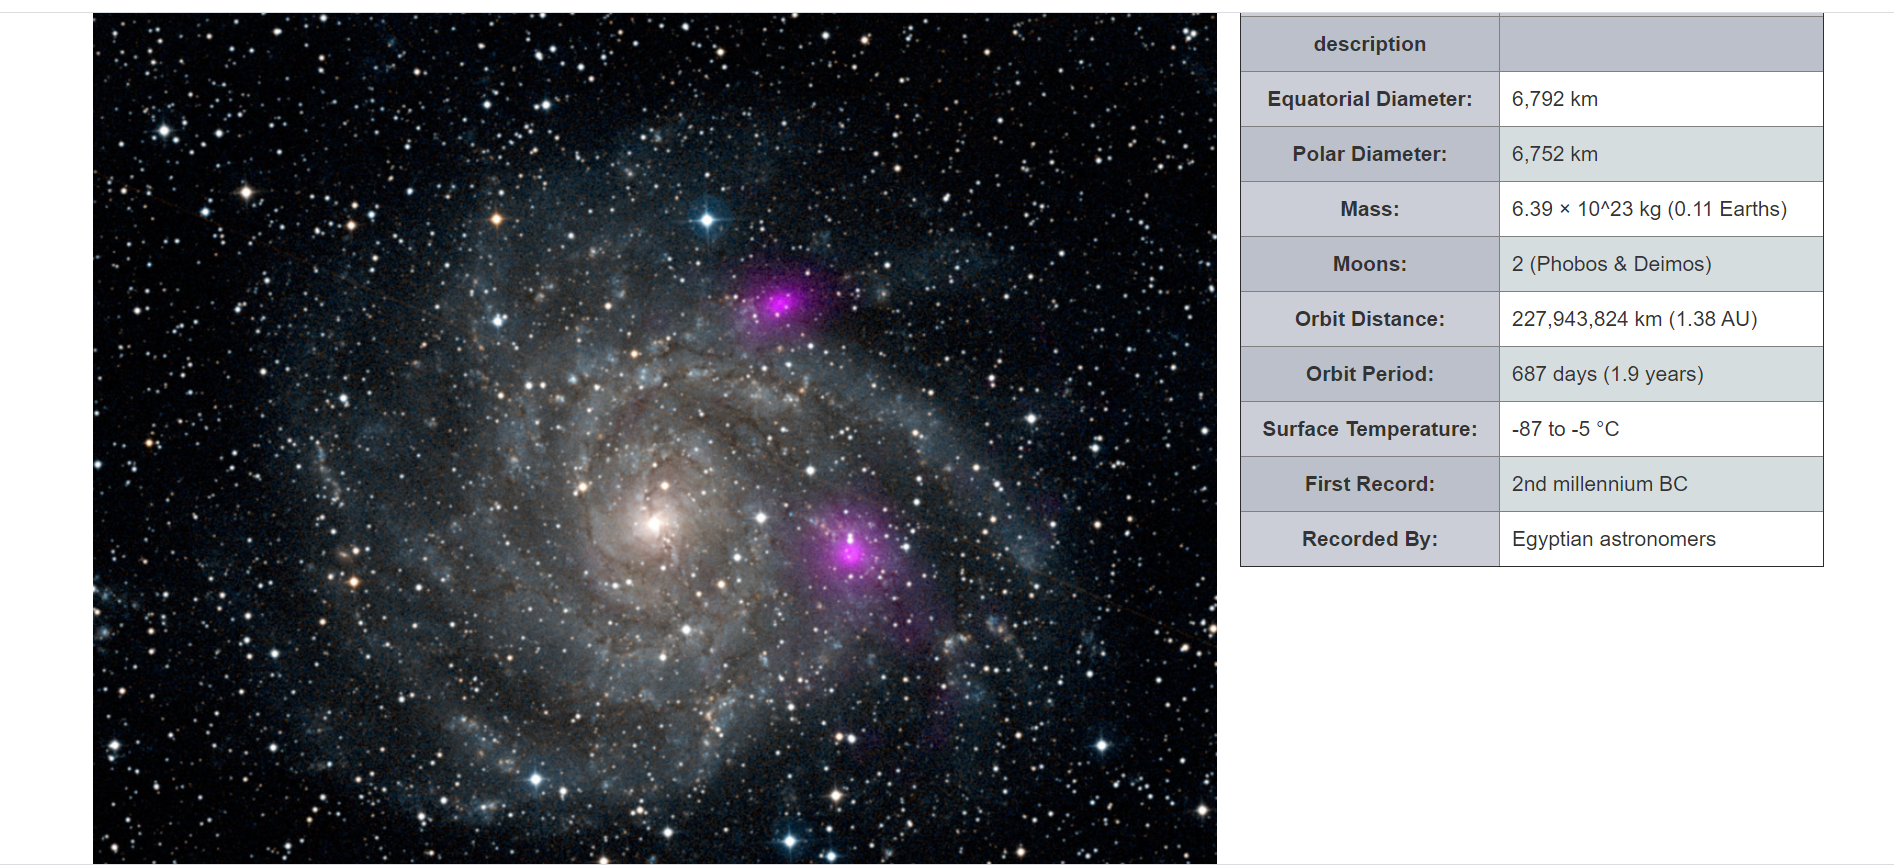 description
Equatorial Diameter: 6,792 km
Polar Diameter: 6,752 km
Mass: 6.39 × 10^23 kg (0.11 Earths)
Moons: 2 (Phobos & Deimos)
Orbit Distance: 227,943,824 km (1.38 AU)
Orbit Period: 687 days (1.9 years)
Surface Temperature: -87 to -5 °C
First Record: 2nd millennium BC
Recorded By: Egyptian astronomers